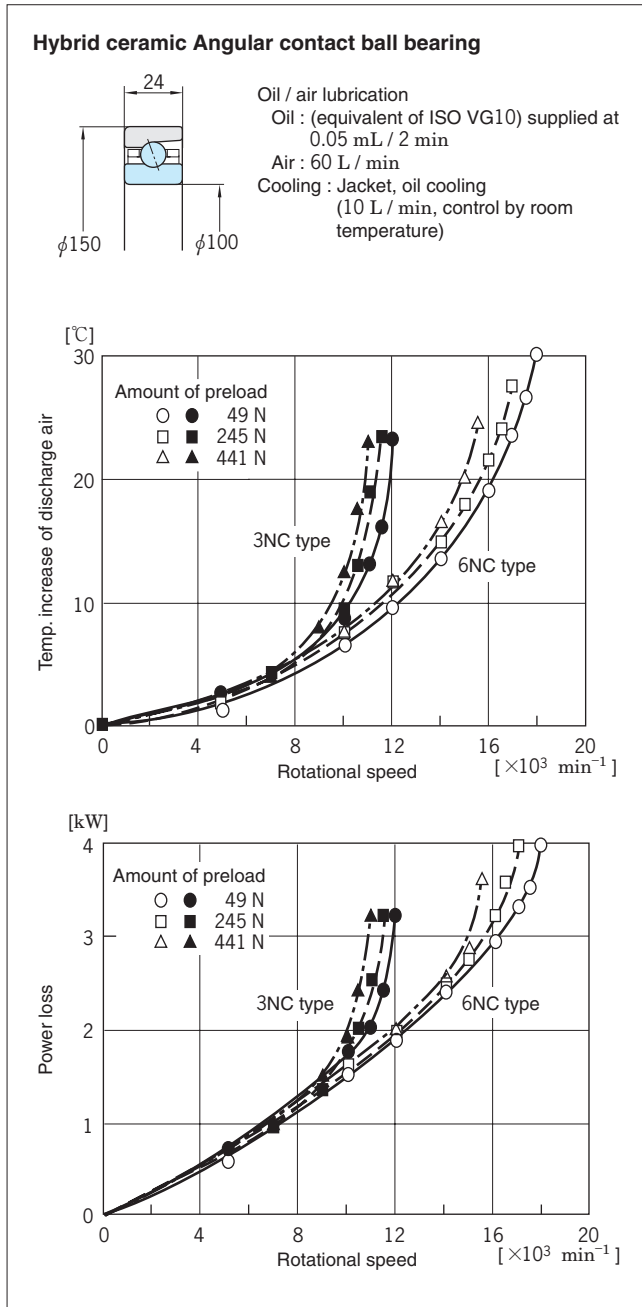 Hybrid ceramic Angular contact ball bearing
24
φ150
φ100
Oil / air lubrication
Oil : (equivalent of ISO VG10) supplied at
0.05 mL / 2 min
Air : 60 L / min
Cooling : Jacket, oil cooling
(10 L / min, control by room
temperature)
[℃]
30
20
10
0
Temp. increase of discharge air
Amount of preload
○ ● 49 N
□ ■ 245 N
△ ▲ 441 N
3NC type
6NC type
0 4 8 12 16 20
Rotational speed
[ ×10³ min⁻¹ ]
[kW]
4
3
2
1
0
Power loss
Amount of preload
○ ● 49 N
□ ■ 245 N
△ ▲ 441 N
3NC type
6NC type
4 8 12 16 20
Rotational speed
[ ×10³ min⁻¹ ]